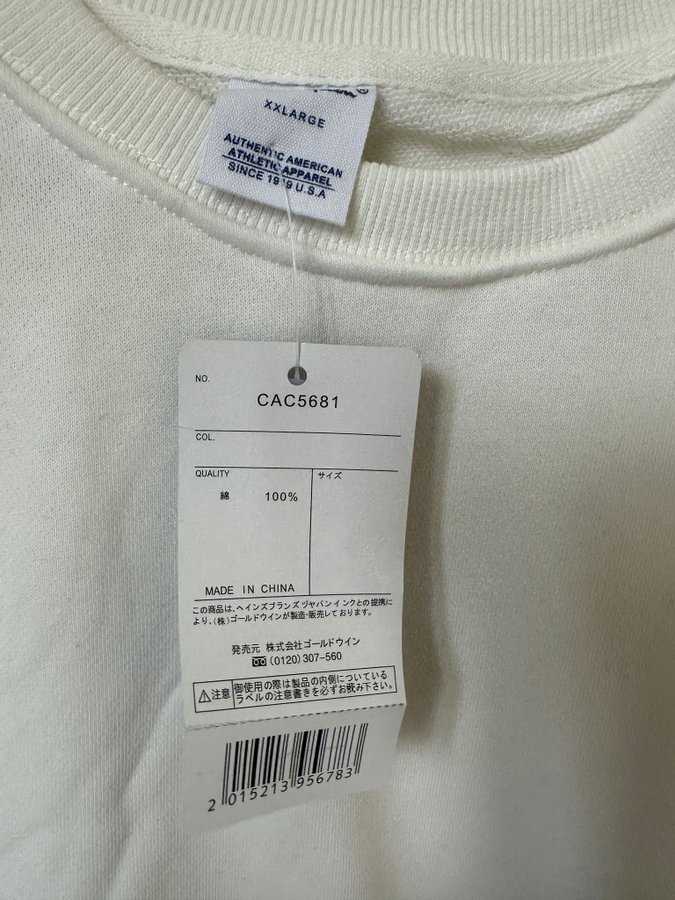 XXLARGE
AUTHENTIC AMERICAN
ATHLETIC APPAREL
SINCE 1919 U.S.A
NO.
CAC5681
COL.
QUALITY
サイズ
綿 100%
MADE IN CHINA
この商品は、ヘインズブランズ ヅヤパン インクとの提携に
より、(株)ゴールドウインが製造・販売しております。
発売元 株式会社ゴールドウイン
(0120)307-560
注意
御使用の際は製品の内側についている
ラベルの注意書きを必ずお読み下さい。
2 015213 956783